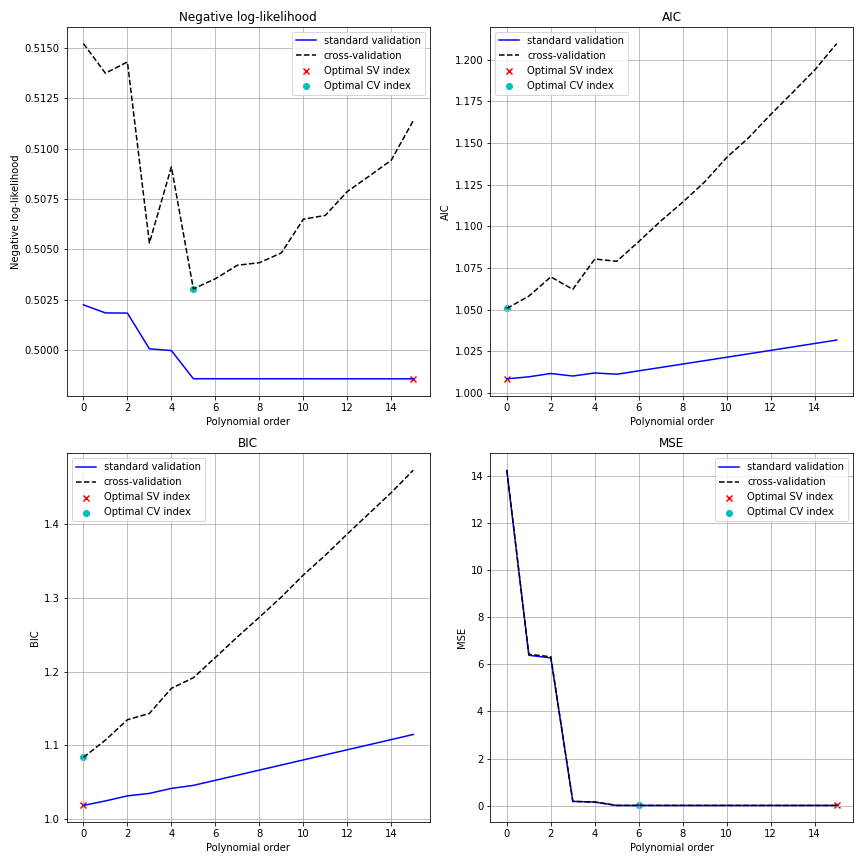 Negative log-likelihood
standard validation
cross-validation
Optimal SV index
Optimal CV index
Negative log-likelihood
0.5150
0.5125
0.5100
0.5075
0.5050
0.5025
0.5000
0 2 4 6 8 10 12 14
Polynomial order
AIC
standard validation
cross-validation
Optimal SV index
Optimal CV index
AIC
1.200
1.175
1.150
1.125
1.100
1.075
1.050
1.025
1.000
0 2 4 6 8 10 12 14
Polynomial order
BIC
standard validation
cross-validation
Optimal SV index
Optimal CV index
BIC
1.4
1.3
1.2
1.1
1.0
0 2 4 6 8 10 12 14
Polynomial order
MSE
standard validation
cross-validation
Optimal SV index
Optimal CV index
MSE
14
12
10
8
6
4
2
0
0 2 4 6 8 10 12 14
Polynomial order